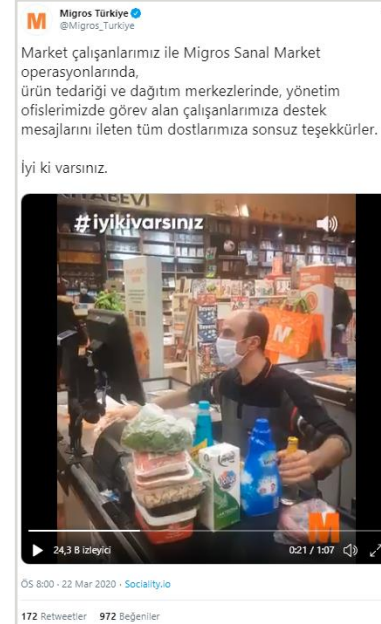 Migros Türkiye
@Migros_Turkiye
Market çalışanlarımız ile Migros Sanal Market
operasyonlarında,
ürün tedariği ve dağıtım merkezlerinde, yönetim
ofislerimizde görev alan çalışanlarımıza destek
mesajlarını ileten tüm dostlarımıza sonsuz teşekkürler.
İyi ki varsınız.
KİTABEVİ
#iyikivarsınız
24,3 B izleyici
0:21 / 1:07
ÖS 8:00 · 22 Mar 2020 · Sociality.io
172 Retweetler 972 Beğeniler